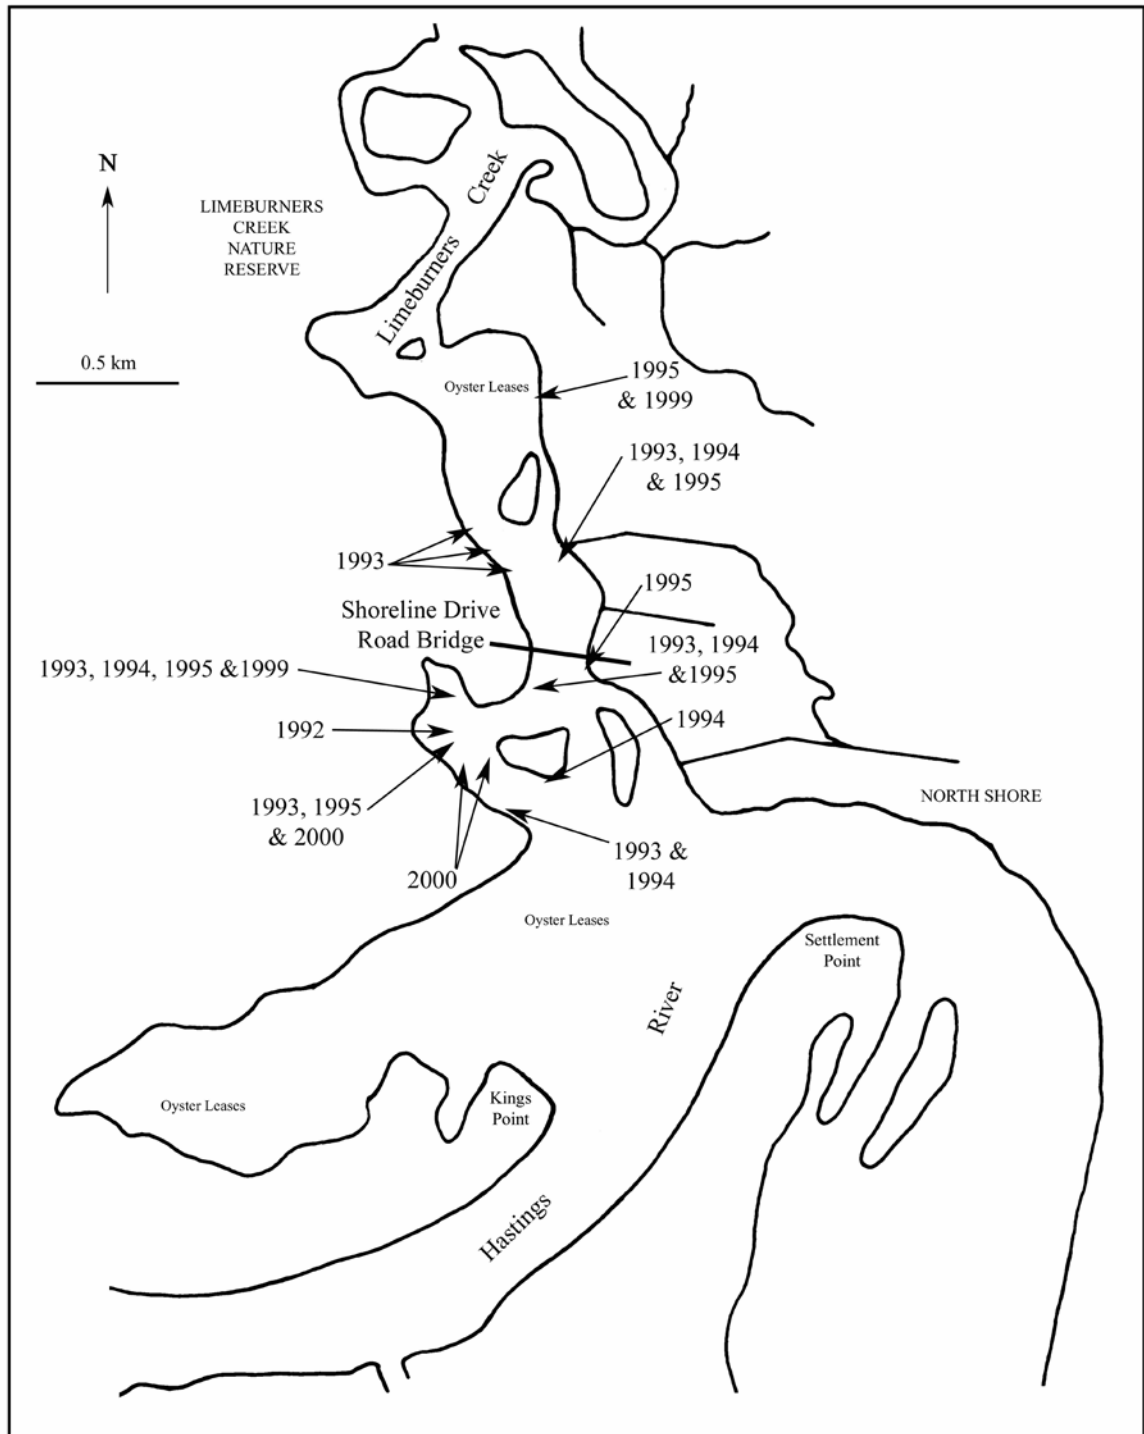 Creek
N
LIMEBURNERS
CREEK
NATURE
RESERVE
Limeburners
0.5 km
Oyster Leases
1995
& 1999
1993, 1994
& 1995
1993
1995
Shoreline Drive
Road Bridge
1993, 1994
&1995
1993, 1994, 1995 &1999
1994
1992
1993, 1995
& 2000
NORTH SHORE
1993 &
1994
2000
Oyster Leases
Settlement
Point
River
Oyster Leases
Kings
Point
Hastings